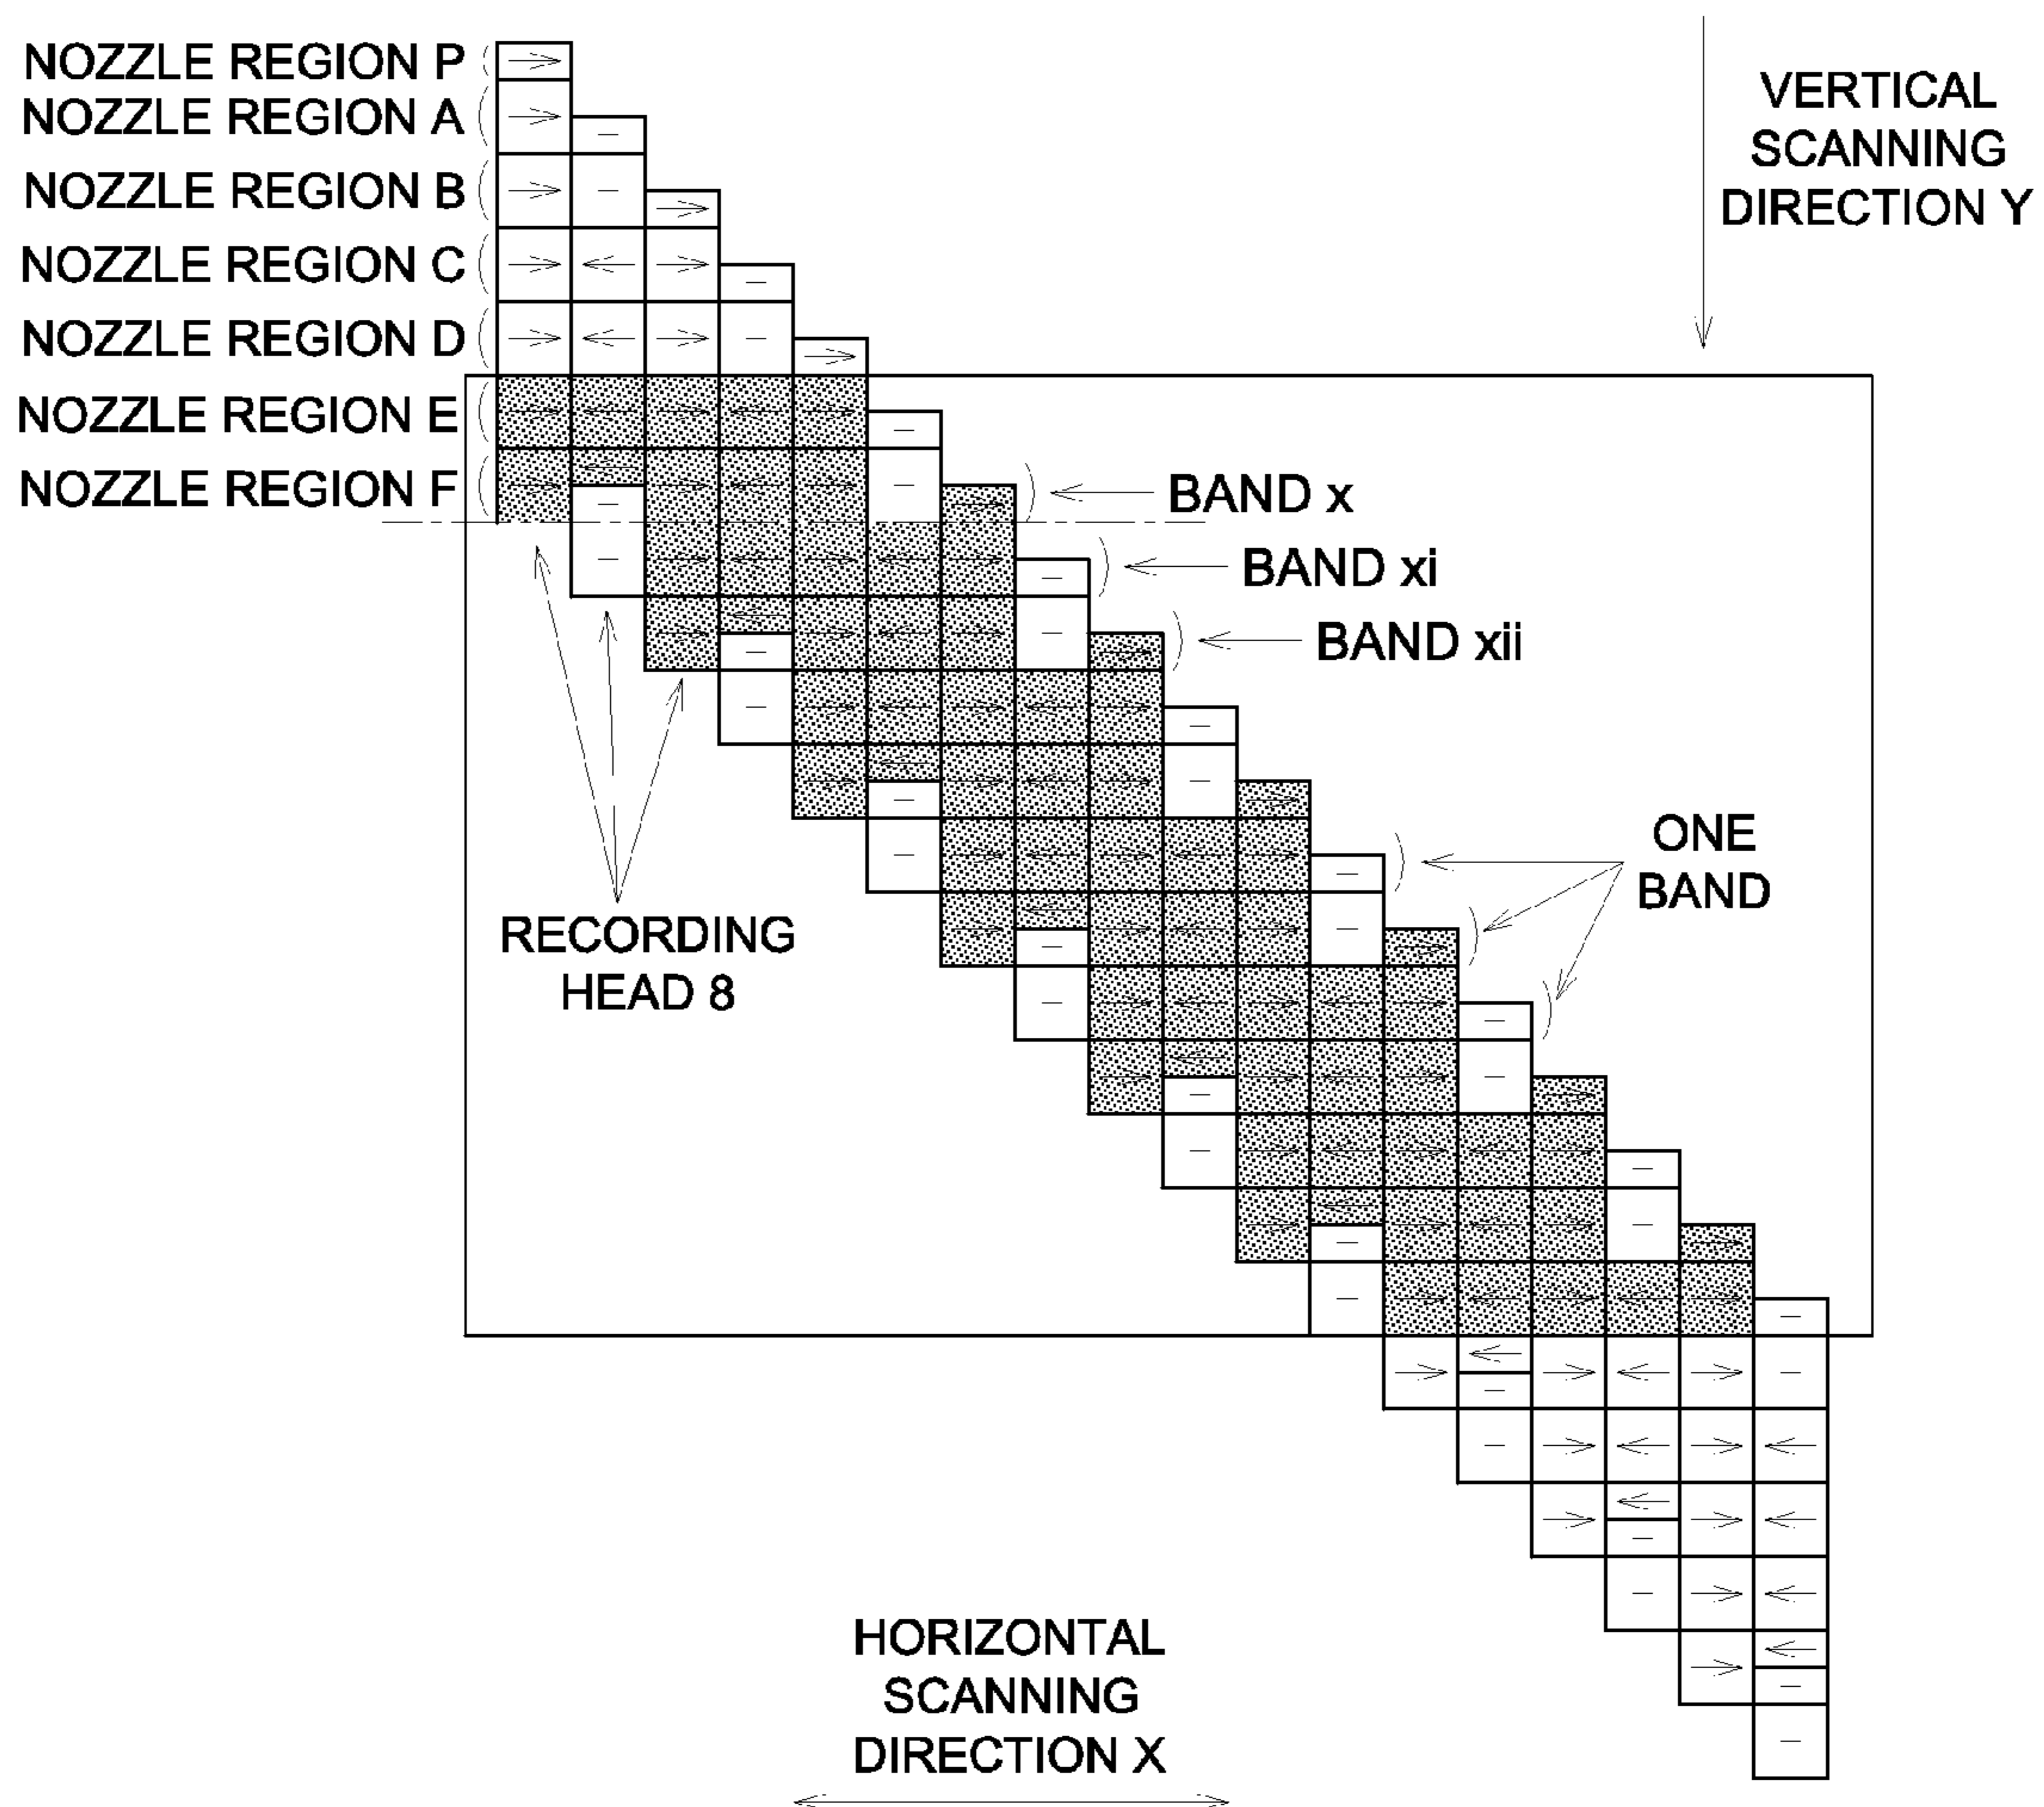 NOZZLE REGION P
NOZZLE REGION A
NOZZLE REGION B
NOZZLE REGION C
NOZZLE REGION D
NOZZLE REGION E
NOZZLE REGION F
VERTICAL
SCANNING
DIRECTION Y
BAND x
BAND xi
BAND xii
ONE
BAND
RECORDING
HEAD 8
HORIZONTAL
SCANNING
DIRECTION X